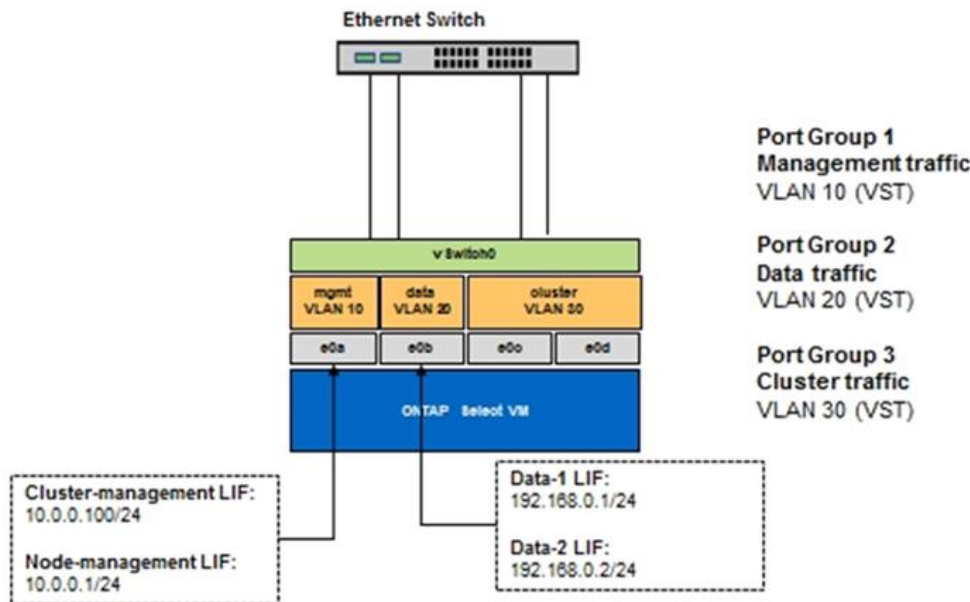 Ethernet Switch
Port Group 1
Management traffic
VLAN 10 (VST)
Port Group 2
Data traffic
VLAN 20 (VST)
Port Group 3
Cluster traffic
VLAN 30 (VST)
vSwitch0
mgmt
VLAN 10
data
VLAN 20
cluster
VLAN 30
e0a
e0b
e0c
e0d
ONTAP Select VM
Cluster-management LIF:
10.0.0.100/24
Node-management LIF:
10.0.0.1/24
Data-1 LIF:
192.168.0.1/24
Data-2 LIF:
192.168.0.2/24